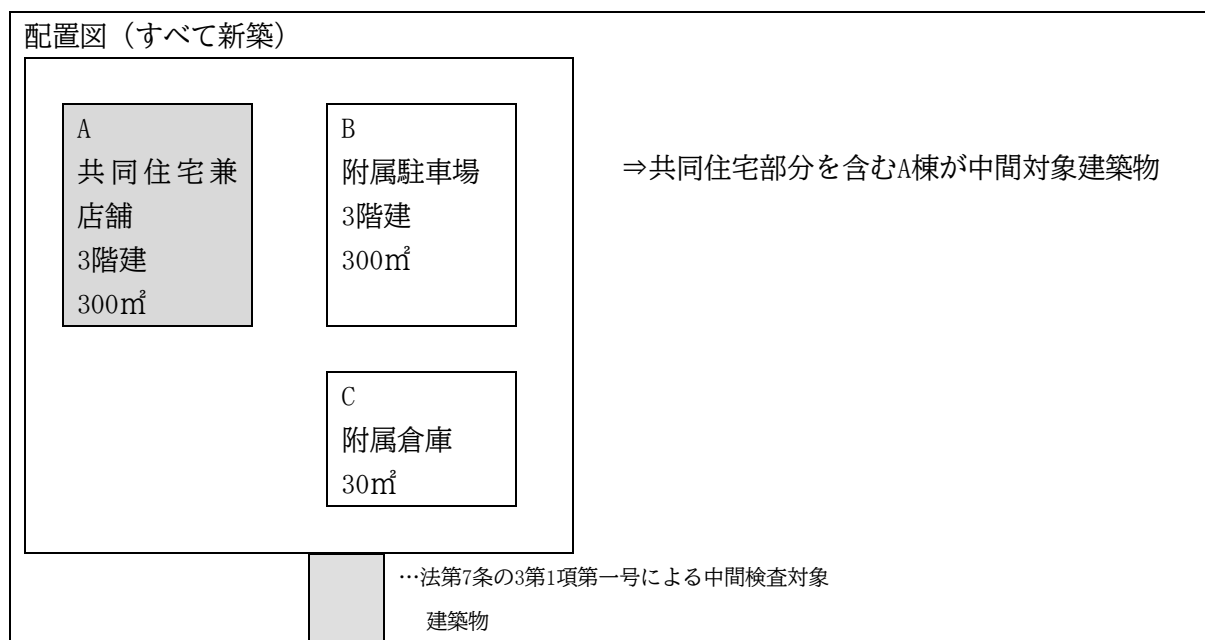 配置図（すべて新築）
A
共同住宅兼
店舗
3階建
300㎡
B
附属駐車場
3階建
300㎡
⇒共同住宅部分を含むA棟が中間対象建築物
C
附属倉庫
30㎡
…法第7条の3第1項第一号による中間検査対象
建築物